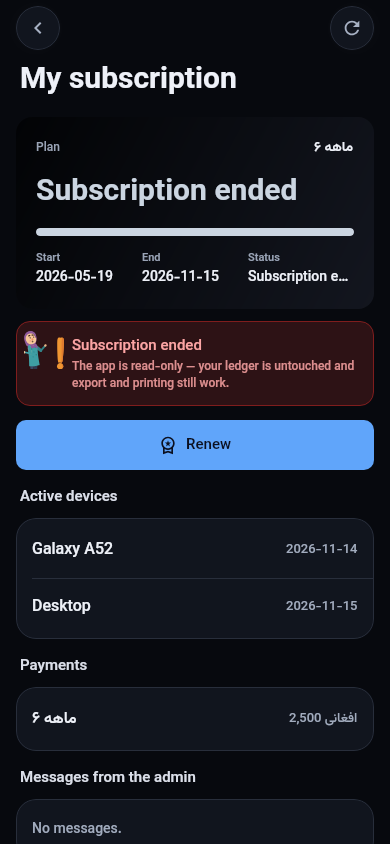 My subscription
Plan
۶ ماهه
Subscription ended
Start
End
Status
2026-05-19
2026-11-15
Subscription e...
Subscription ended
The app is read-only — your ledger is untouched and
export and printing still work.
Renew
Active devices
Galaxy A52
2026-11-14
Desktop
2026-11-15
Payments
۶ ماهه
2,500 افغانی
Messages from the admin
No messages.